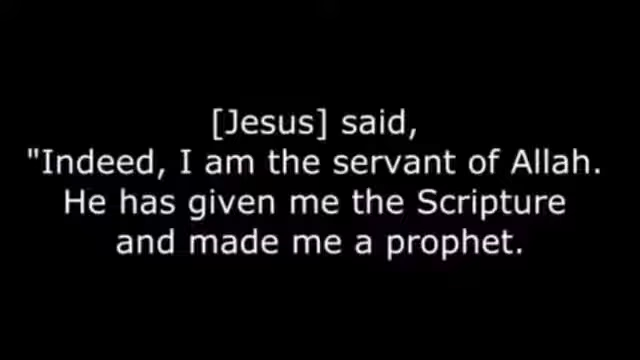 [Jesus] said,
"Indeed, I am the servant of Allah.
He has given me the Scripture
and made me a prophet.